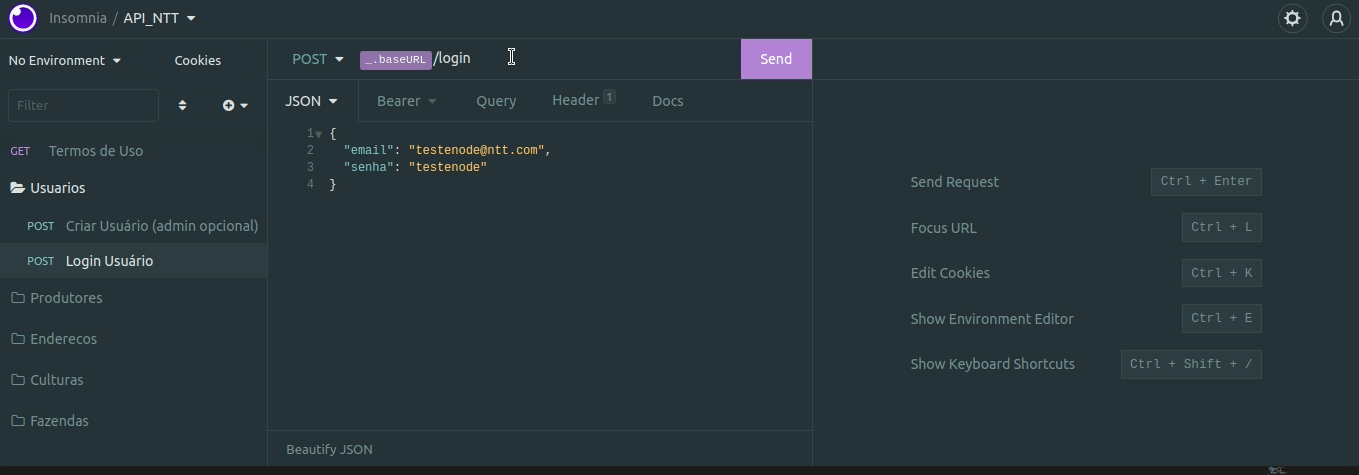 Insomnia / API_NTT
No Environment
Cookies
Filter
GET Termos de Uso
Usuarios
POST Criar Usuário (admin opcional)
POST Login Usuário
Produtores
Enderecos
Culturas
Fazendas
POST _.baseURL/login
Send
JSON Bearer Query Header 1 Docs
1 {
2 "email": "testenode@ntt.com",
3 "senha": "testenode"
4 }
Beautify JSON
Send Request Ctrl + Enter
Focus URL Ctrl + L
Edit Cookies Ctrl + K
Show Environment Editor Ctrl + E
Show Keyboard Shortcuts Ctrl + Shift + /